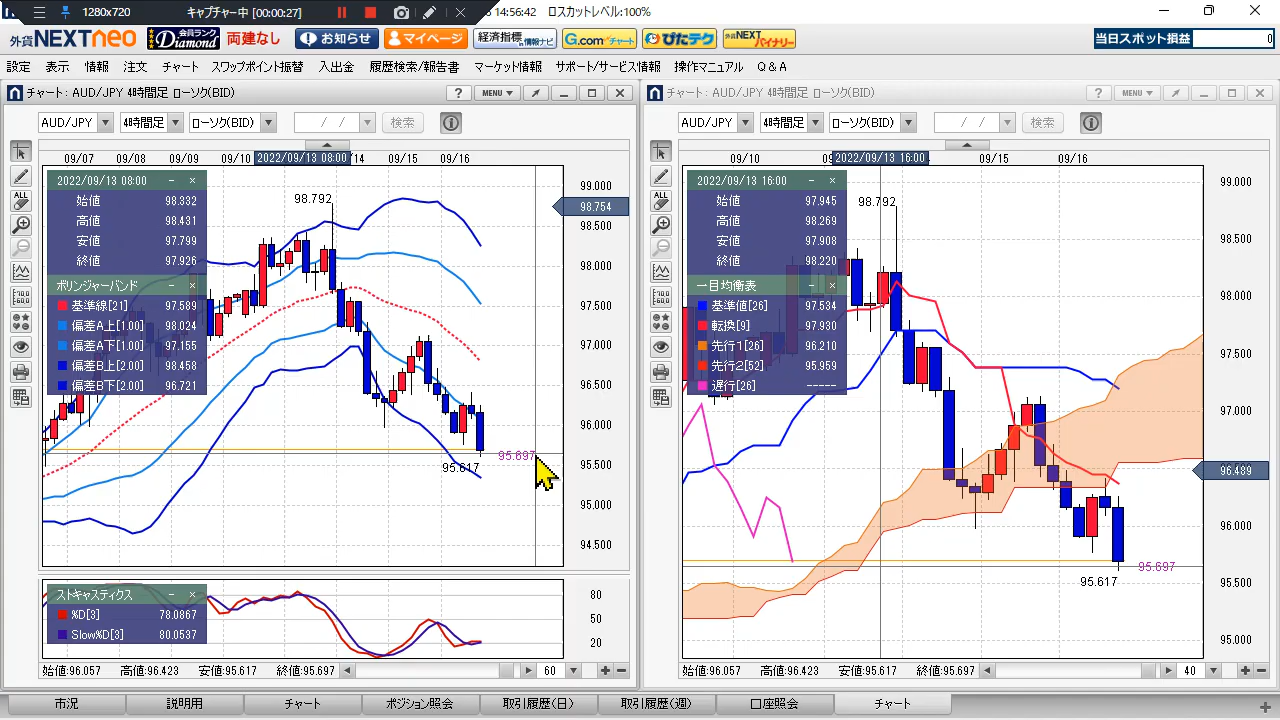 1280x720 キャプチャー中 [00:00:27] 14:56:42 ロスカットレベル:100%
外貨NEXTneo 会員ランク Diamond 両建なし お知らせ マイページ 経済指標 &情報ナビ G.comチャート ぴたテク 外貨NEXTバイナリー 当日スポット損益 0
設定 表示 情報 注文 チャート スワップポイント振替 入出金 履歴検索/報告書 マーケット情報 サポート/サービス情報 操作マニュアル Q&A
チャート: AUD/JPY 4時間足 ローソク(BID) ? MENU
AUD/JPY 4時間足 ローソク(BID) / / 検索
09/07 09/08 09/09 09/10 2022/09/13 08:00 14 09/15 09/16
ALL
2022/09/13 08:00
始値 98.332
高値 98.431
安値 97.799
終値 97.926
ボリンジャーバンド
基準線[21] 97.589
偏差A上[1.00] 98.024
偏差A下[1.00] 97.155
偏差B上[2.00] 98.458
偏差B下[2.00] 96.721
98.792
95.697
95.617
99.000
98.754
98.500
98.000
97.500
97.000
96.500
96.000
95.500
95.000
94.500
ストキャスティクス
%D[3] 78.0867
Slow%D[3] 80.0537
80
50
20
始値:96.057 高値:96.423 安値:95.617 終値:95.697 60
チャート: AUD/JPY 4時間足 ローソク(BID) ? MENU
AUD/JPY 4時間足 ローソク(BID) / / 検索
09/10 2022/09/13 16:00 09/15 09/16
ALL
2022/09/13 16:00
始値 97.945
高値 98.269
安値 97.908
終値 98.220
一目均衡表
基準値[26] 97.534
転換[9] 97.930
先行1[26] 96.210
先行2[52] 95.959
遅行[26] -----
98.792
95.697
95.617
99.000
98.500
98.000
97.500
97.000
96.489
96.000
95.500
95.000
始値:96.057 高値:96.423 安値:95.617 終値:95.697 40
市況 説明用 チャート ポジション照会 取引履歴(日) 取引履歴(週) 口座照会 チャート